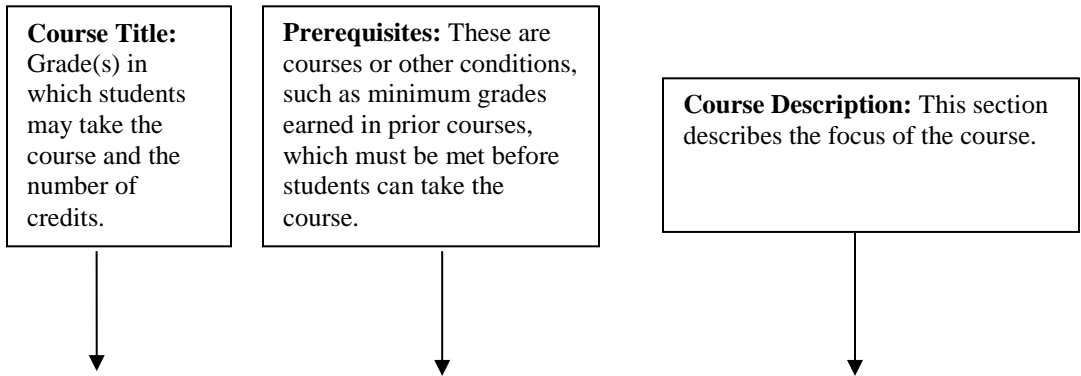 Course Title:
Grade(s) in
which students
may take the
course and the
number of
credits.
Prerequisites: These are
courses or other conditions,
such as minimum grades
earned in prior courses,
which must be met before
students can take the
course.
Course Description: This section
describes the focus of the course.